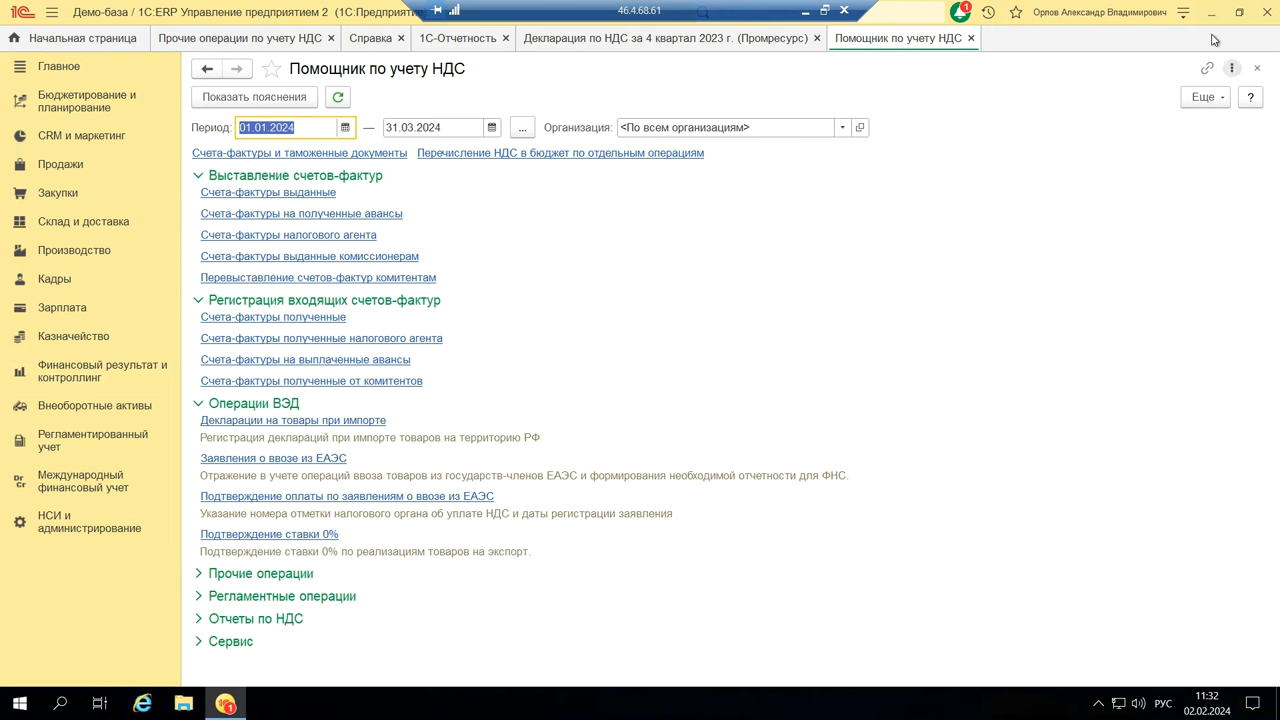 Демо-база / 1С:ERP Управление предприятием 2 (1С:Предприятие
46.4.68.61
1
Орлов Александр Владимирович
Начальная страница
Прочие операции по учету НДС ×
Справка ×
1С-Отчетность ×
Декларация по НДС за 4 квартал 2023 г. (Промресурс) ×
Помощник по учету НДС ×
Главное
Бюджетирование и
планирование
CRM и маркетинг
Продажи
Закупки
Склад и доставка
Производство
Кадры
Зарплата
Казначейство
Финансовый результат и
контроллинг
Внеоборотные активы
Регламентированный
учет
Международный
финансовый учет
НСИ и
администрирование
Помощник по учету НДС
Показать пояснения
Еще
?
Период: 01.01.2024 — 31.03.2024 ... Организация: <По всем организациям>
Счета-фактуры и таможенные документы Перечисление НДС в бюджет по отдельным операциям
Выставление счетов-фактур
Счета-фактуры выданные
Счета-фактуры на полученные авансы
Счета-фактуры налогового агента
Счета-фактуры выданные комиссионерам
Перевыставление счетов-фактур комитентам
Регистрация входящих счетов-фактур
Счета-фактуры полученные
Счета-фактуры полученные налогового агента
Счета-фактуры на выплаченные авансы
Счета-фактуры полученные от комитентов
Операции ВЭД
Декларации на товары при импорте
Регистрация деклараций при импорте товаров на территорию РФ
Заявления о ввозе из ЕАЭС
Отражение в учете операций ввоза товаров из государств-членов ЕАЭС и формирования необходимой отчетности для ФНС.
Подтверждение оплаты по заявлениям о ввозе из ЕАЭС
Указание номера отметки налогового органа об уплате НДС и даты регистрации заявления
Подтверждение ставки 0%
Подтверждение ставки 0% по реализациям товаров на экспорт.
Прочие операции
Регламентные операции
Отчеты по НДС
Сервис
1
РУС
11:32
02.02.2024